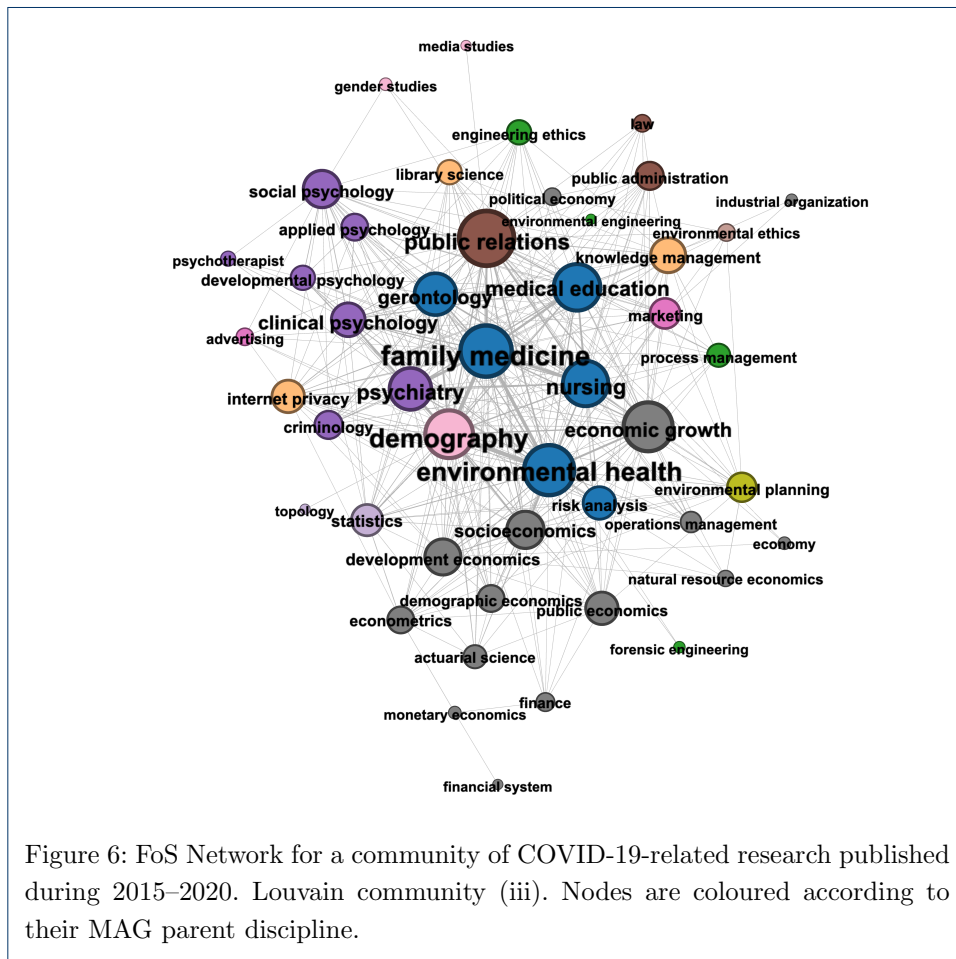 media studies
gender studies
law
engineering ethics
library science
public administration
social psychology
political economy
industrial organization
environmental engineering
applied psychology
environmental ethics
public relations
knowledge management
psychotherapist
developmental psychology
medical education
gerontology
marketing
clinical psychology
advertising
family medicine
process management
nursing
psychiatry
internet privacy
criminology
economic growth
demography
environmental health
environmental planning
risk analysis
topology
statistics
operations management
socioeconomics
economy
development economics
natural resource economics
demographic economics
public economics
econometrics
forensic engineering
actuarial science
finance
monetary economics
financial system
Figure 6: FoS Network for a community of COVID-19-related research published
during 2015–2020. Louvain community (iii). Nodes are coloured according to
their MAG parent discipline.